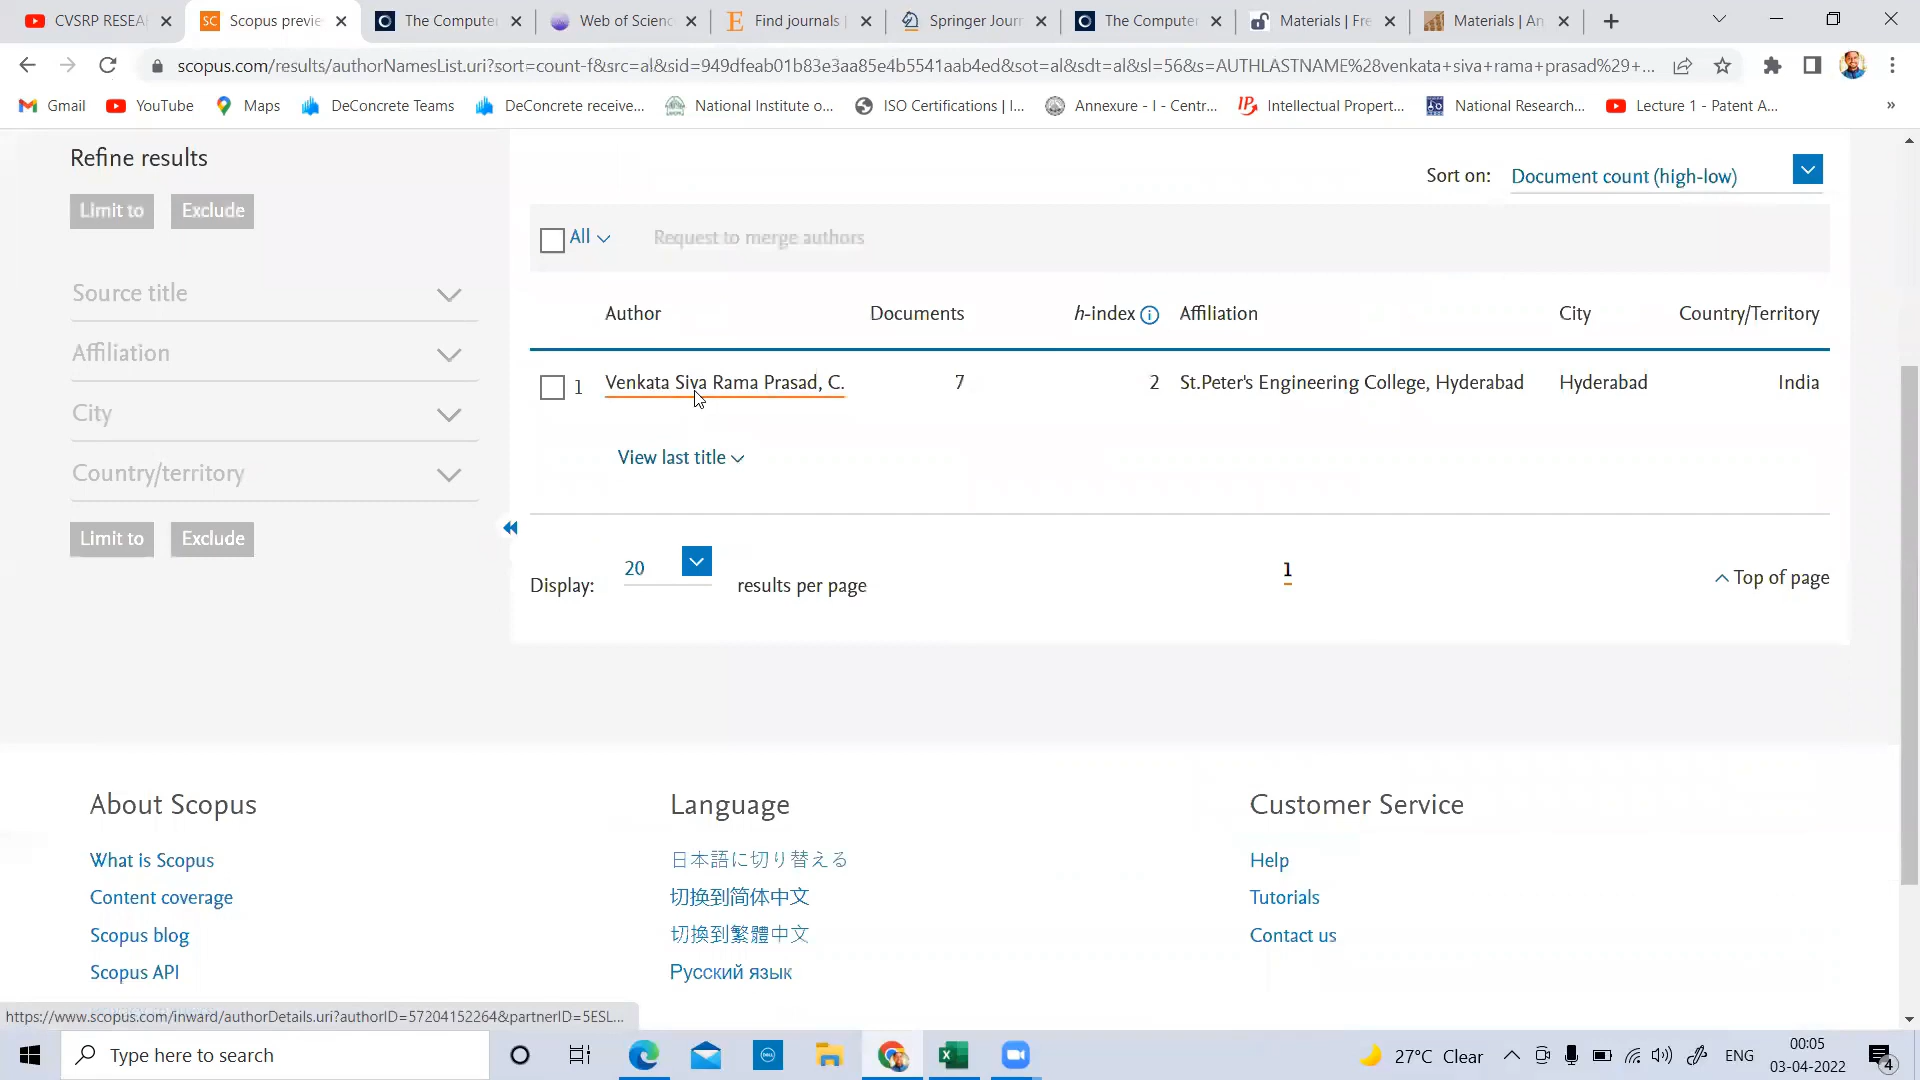 CVSRP RESEA
Scopus previe
The Computer
Web of Scienc
Find journals |
Springer Jour
The Computer
Materials | Fre
Materials | An
scopus.com/results/authorNamesList.uri?sort=count-f&src=al&sid=949dfeab01b83e3aa85e4b5541aab4ed&sot=al&sdt=al&sl=56&s=AUTHLASTNAME%28venkata+siva+rama+prasad%29+...
Gmail
YouTube
Maps
DeConcrete Teams
DeConcrete receive...
National Institute o...
ISO Certifications | I...
Annexure - I - Centr...
Intellectual Propert...
National Research...
Lecture 1 - Patent A...
»
Refine results
Sort on: Document count (high-low)
Limit to Exclude
All Request to merge authors
Source title
Author Documents h-index Affiliation City Country/Territory
Affiliation
1 Venkata Siva Rama Prasad, C. 7 2 St.Peter's Engineering College, Hyderabad Hyderabad India
City
View last title
Country/territory
Limit to Exclude
Display: 20 results per page
1
Top of page
About Scopus
What is Scopus
Content coverage
Scopus blog
Scopus API
Language
日本語に切り替える
切换到简体中文
切換到繁體中文
Русский язык
Customer Service
Help
Tutorials
Contact us
https://www.scopus.com/inward/authorDetails.uri?authorID=57204152264&partnerID=5ESL...
Type here to search
27°C Clear
ENG
00:05
03-04-2022
4